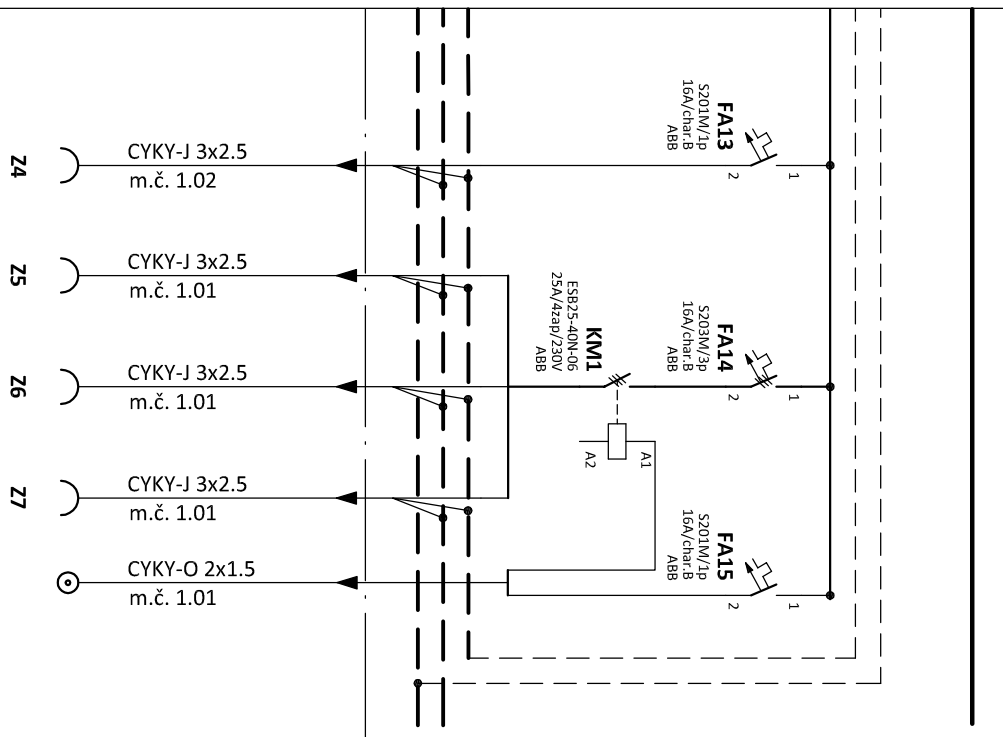 Z4
CYKY-J 3x2.5
m.č. 1.02
FA13
S201M/1p
16A/char.B
ABB
1
2
Z5
CYKY-J 3x2.5
m.č. 1.01
Z6
CYKY-J 3x2.5
m.č. 1.01
KM1
ESB25-40N-06
25A/4zap/230V
ABB
A1
A2
FA14
S203M/3p
16A/char.B
ABB
1
2
Z7
CYKY-J 3x2.5
m.č. 1.01
CYKY-O 2x1.5
m.č. 1.01
FA15
S201M/1p
16A/char.B
ABB
1
2